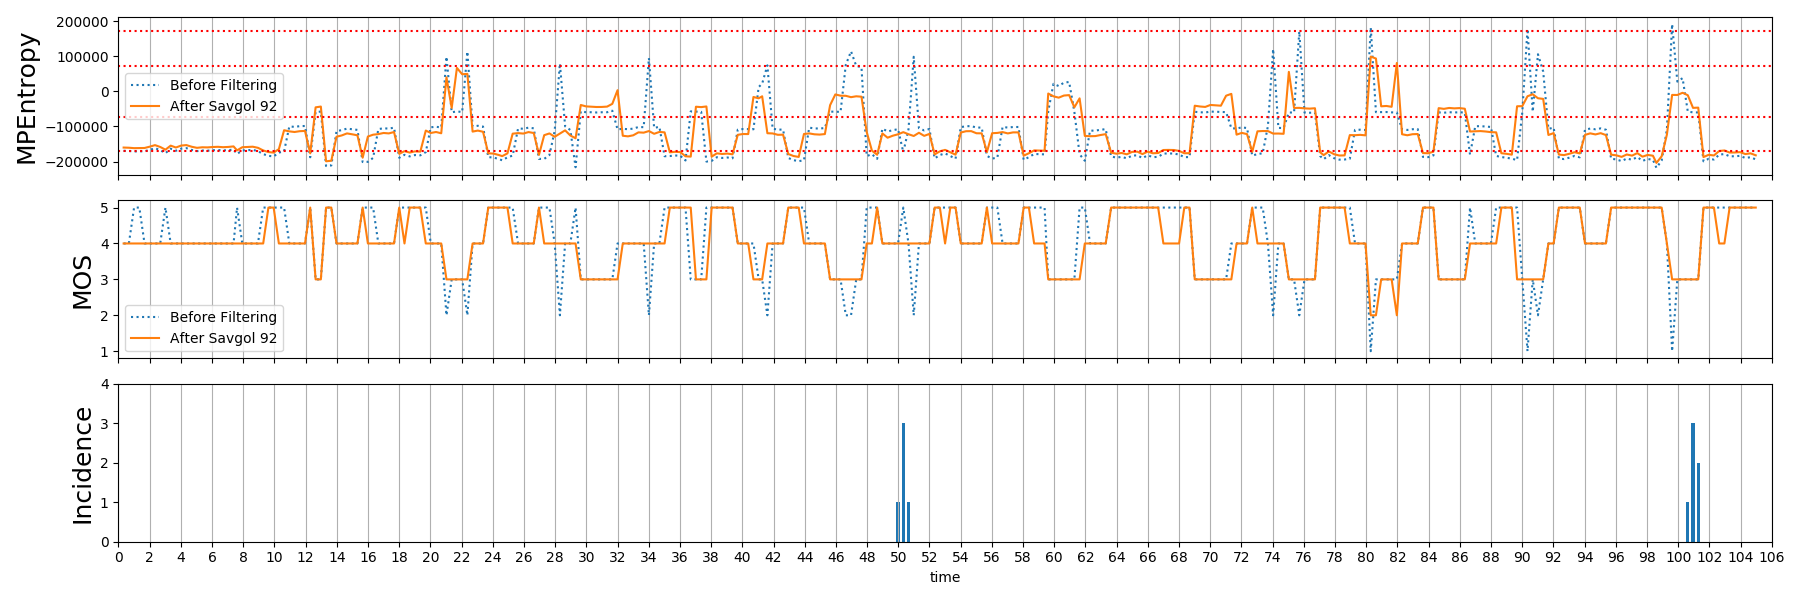 MPEntropy
200000
100000
0
−100000
−200000
Before Filtering
After Savgol 92
MOS
5
4
3
2
1
Before Filtering
After Savgol 92
Incidence
4
3
2
1
0
0 2 4 6 8 10 12 14 16 18 20 22 24 26 28 30 32 34 36 38 40 42 44 46 48 50 52 54 56 58 60 62 64 66 68 70 72 74 76 78 80 82 84 86 88 90 92 94 96 98 100 102 104 106
time